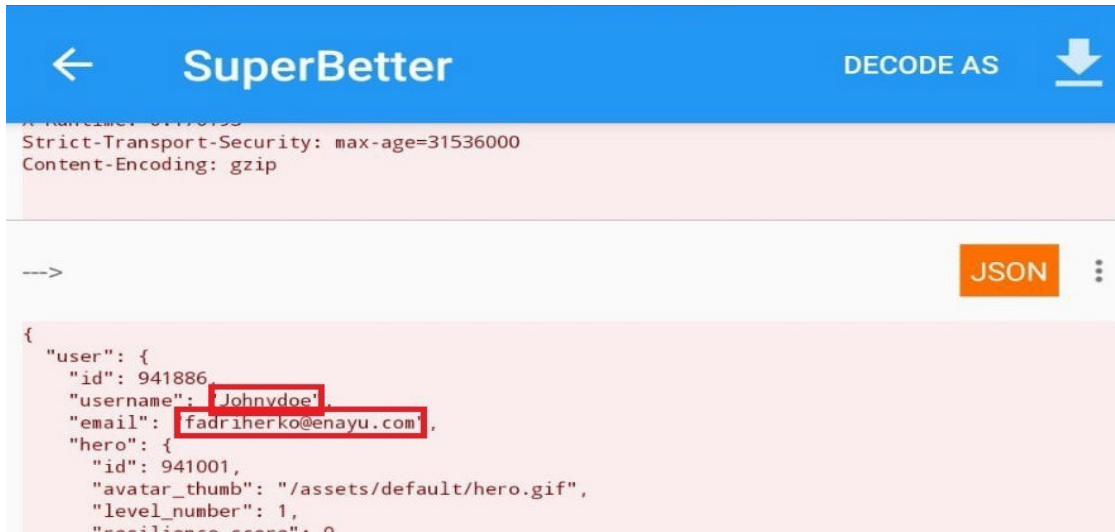 SuperBetter DECODE AS
Strict-Transport-Security: max-age=31536000
Content-Encoding: gzip
---> JSON
{
"user": {
"id": 941886,
"username": "Johnydoe",
"email": "fadriherko@enayu.com",
"hero": {
"id": 941001,
"avatar_thumb": "/assets/default/hero.gif",
"level_number": 1,